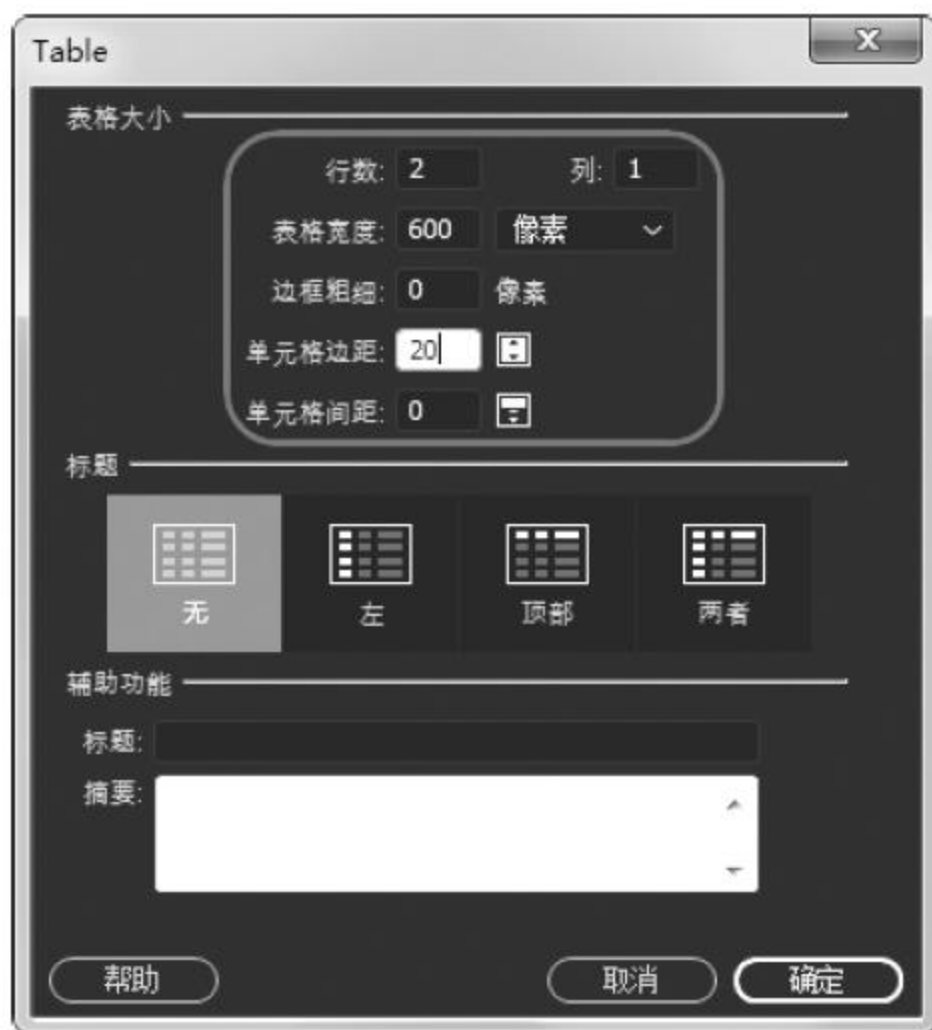 Table
表格大小
行数: 2 列: 1
表格宽度: 600 像素
边框粗细: 0 像素
单元格边距: 20
单元格间距: 0
标题
无 左 顶部 两者
辅助功能
标题:
摘要:
帮助 取消 确定